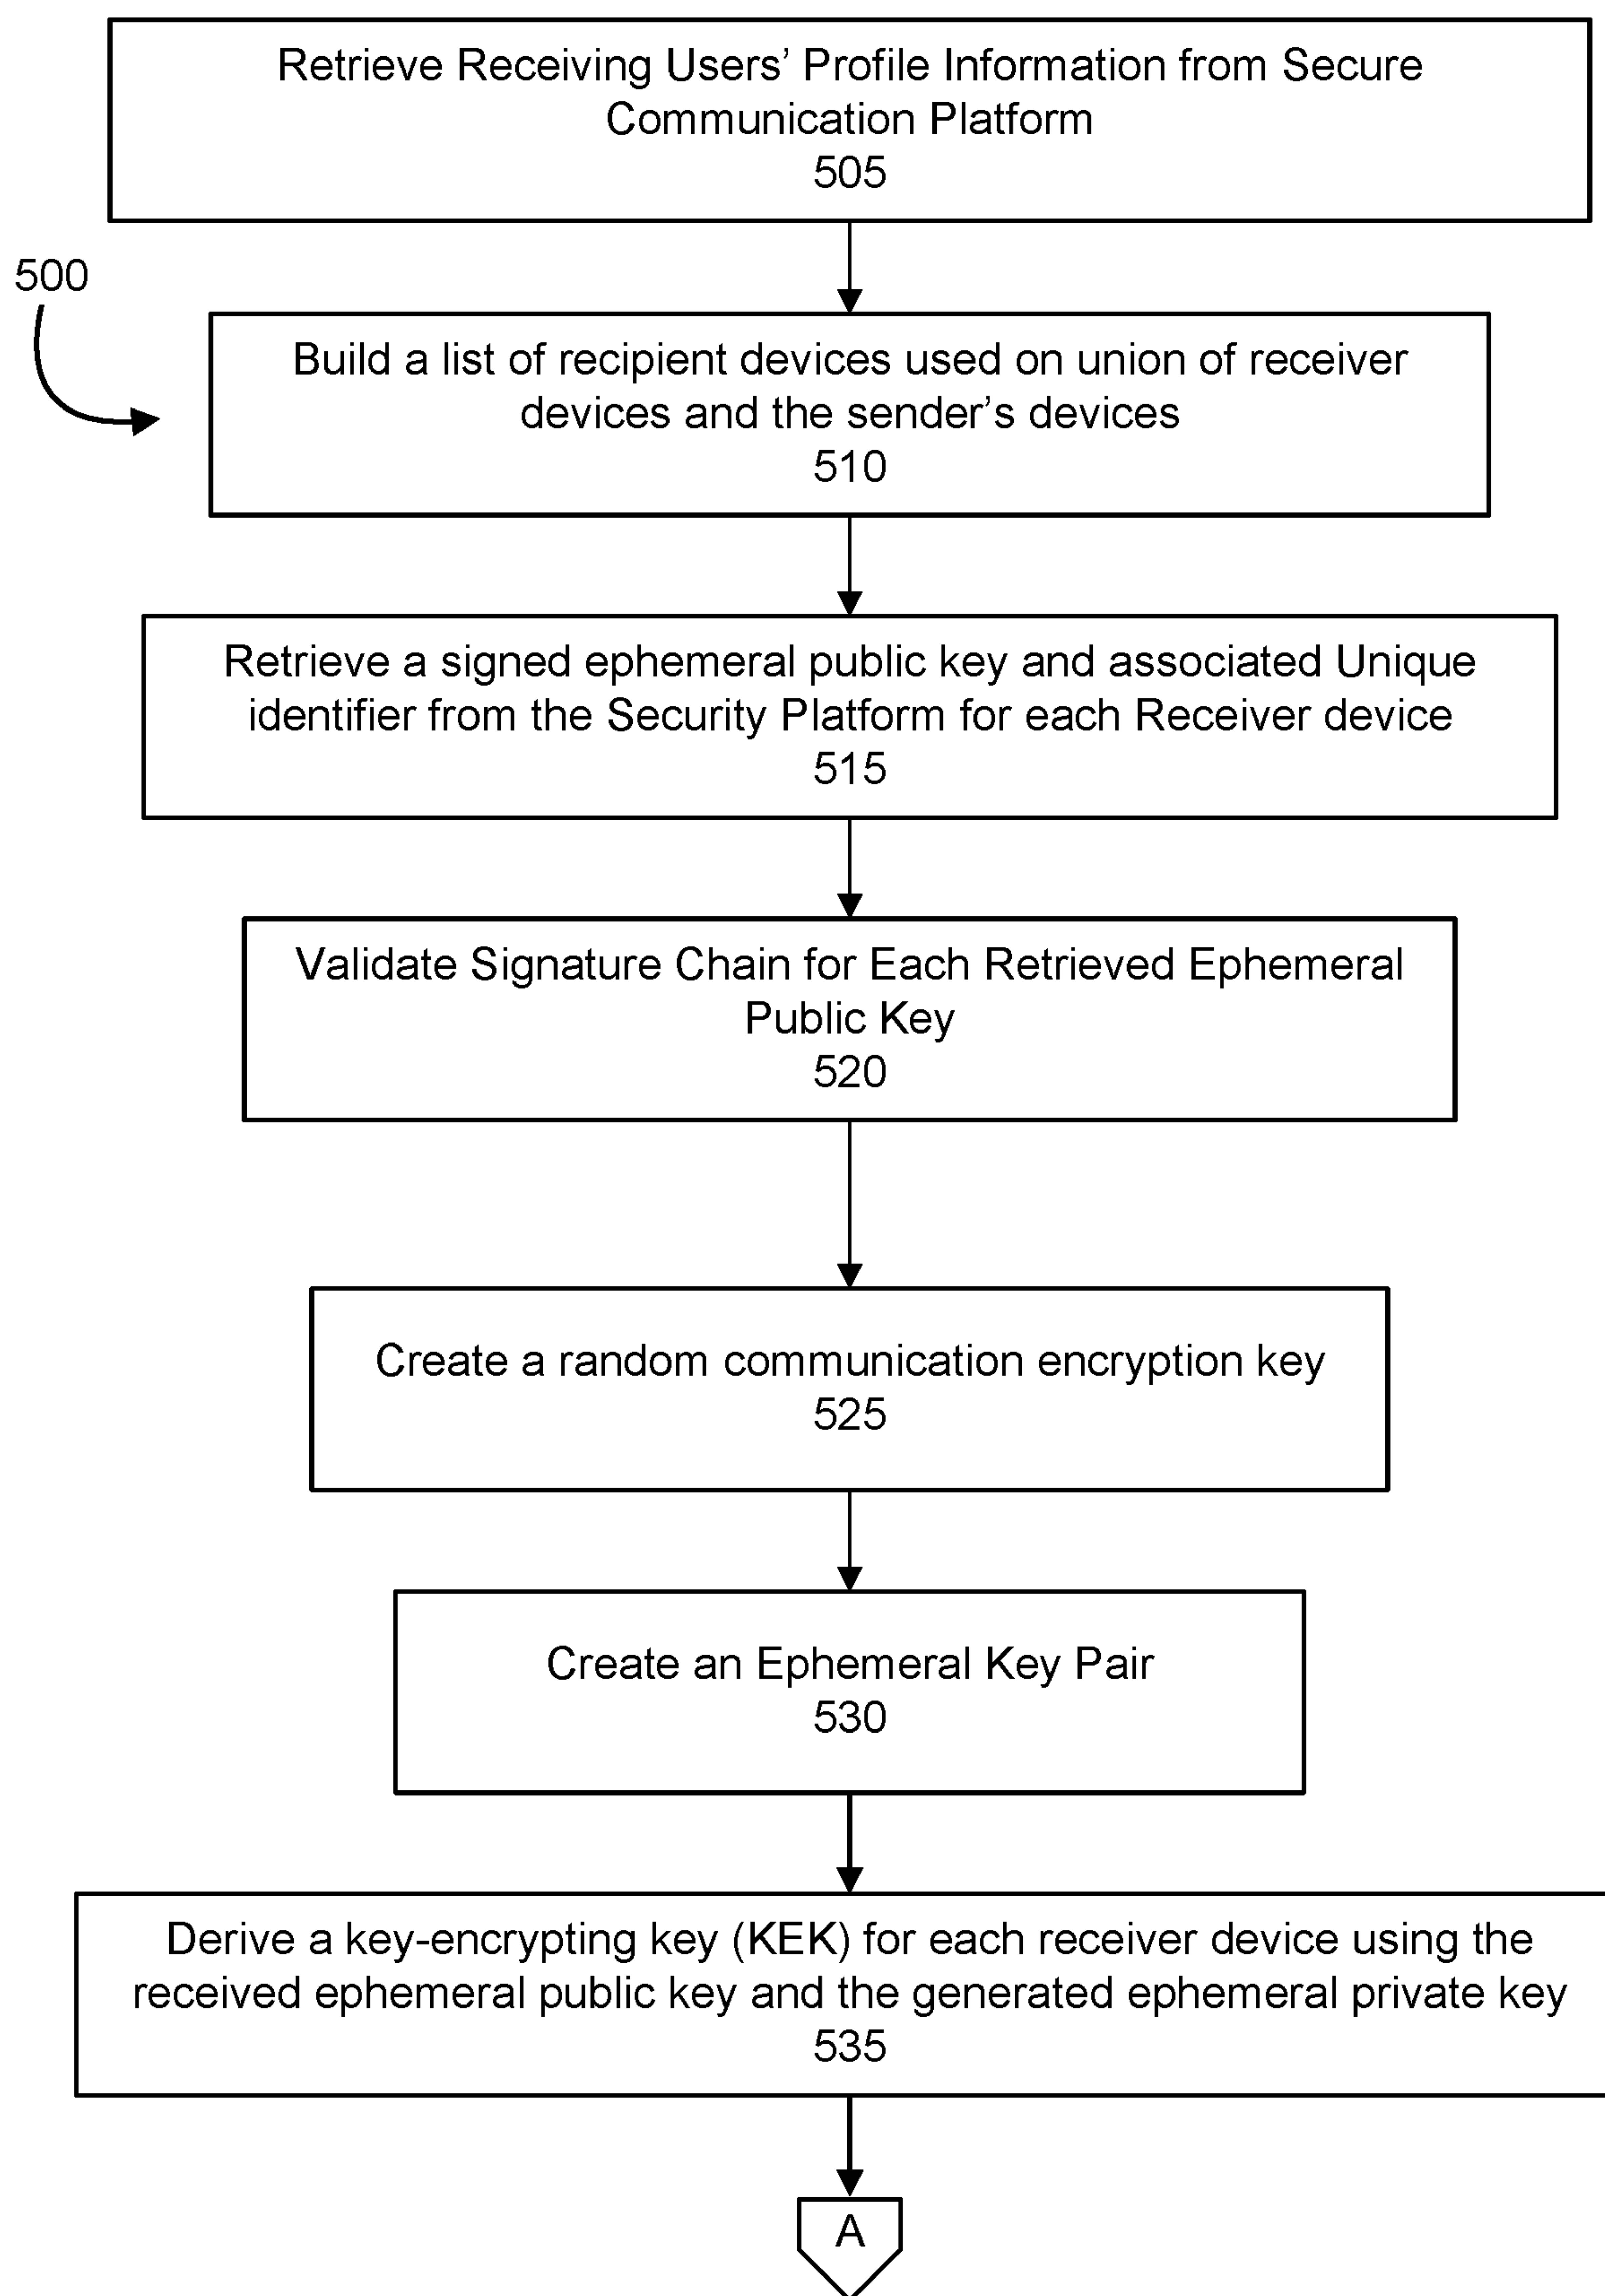 Retrieve Receiving Users’ Profile Information from Secure
Communication Platform
505
500
Build a list of recipient devices used on union of receiver
devices and the sender’s devices
510
Retrieve a signed ephemeral public key and associated Unique
identifier from the Security Platform for each Receiver device
515
Validate Signature Chain for Each Retrieved Ephemeral
Public Key
520
Create a random communication encryption key
525
Create an Ephemeral Key Pair
530
Derive a key-encrypting key (KEK) for each receiver device using the
received ephemeral public key and the generated ephemeral private key
535
A